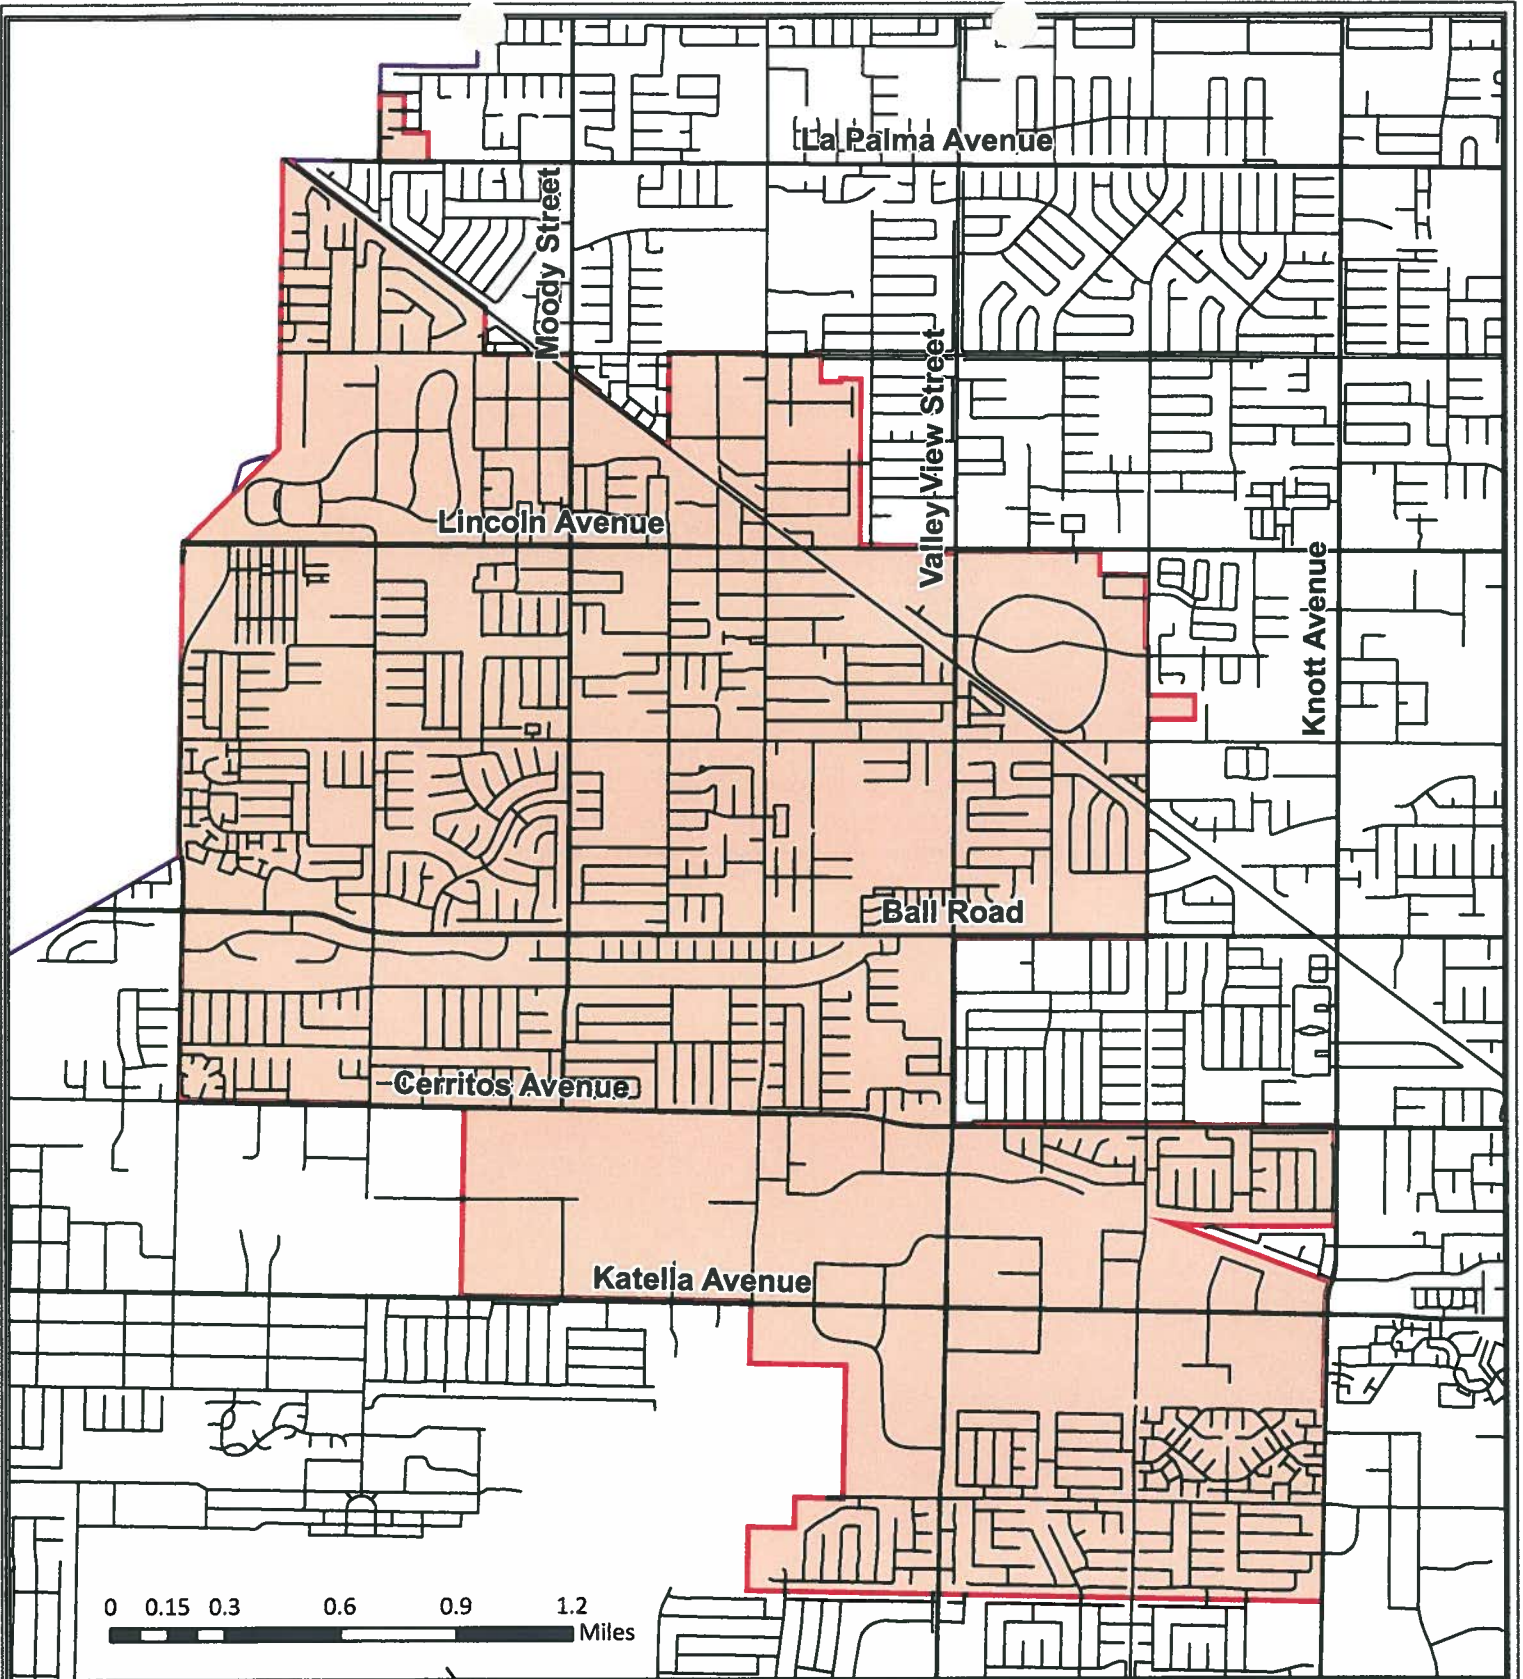 La Palma Avenue
Moody Street
Valley View Street
Lincoln Avenue
Knott Avenue
Ball Road
Cerritos Avenue
Katella Avenue
0 0.15 0.3 0.6 0.9 1.2
Miles